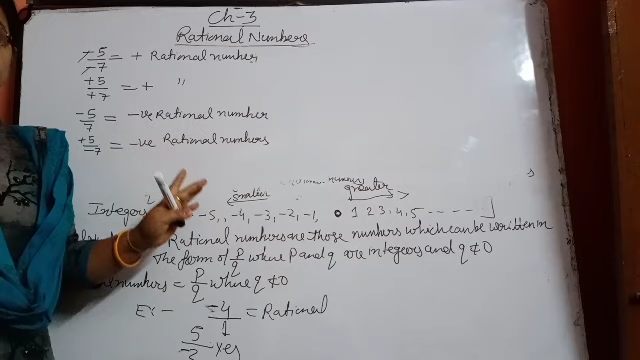 Ch-3
Rational Numbers
-5/-7 = + Rational number
+5/+7 = + "
-5/7 = -ve Rational number
+5/-7 = -ve Rational numbers
smaller greater
Integers -5, -4, -3, -2, -1, 0 1 2 3, 4, 5 ------]
Rational numbers are those numbers which can be written in
The form of P/q where P and q are integers and q ≠ 0
numbers = P/q where q ≠ 0
Ex - -4 = Rational
5/-2 yes